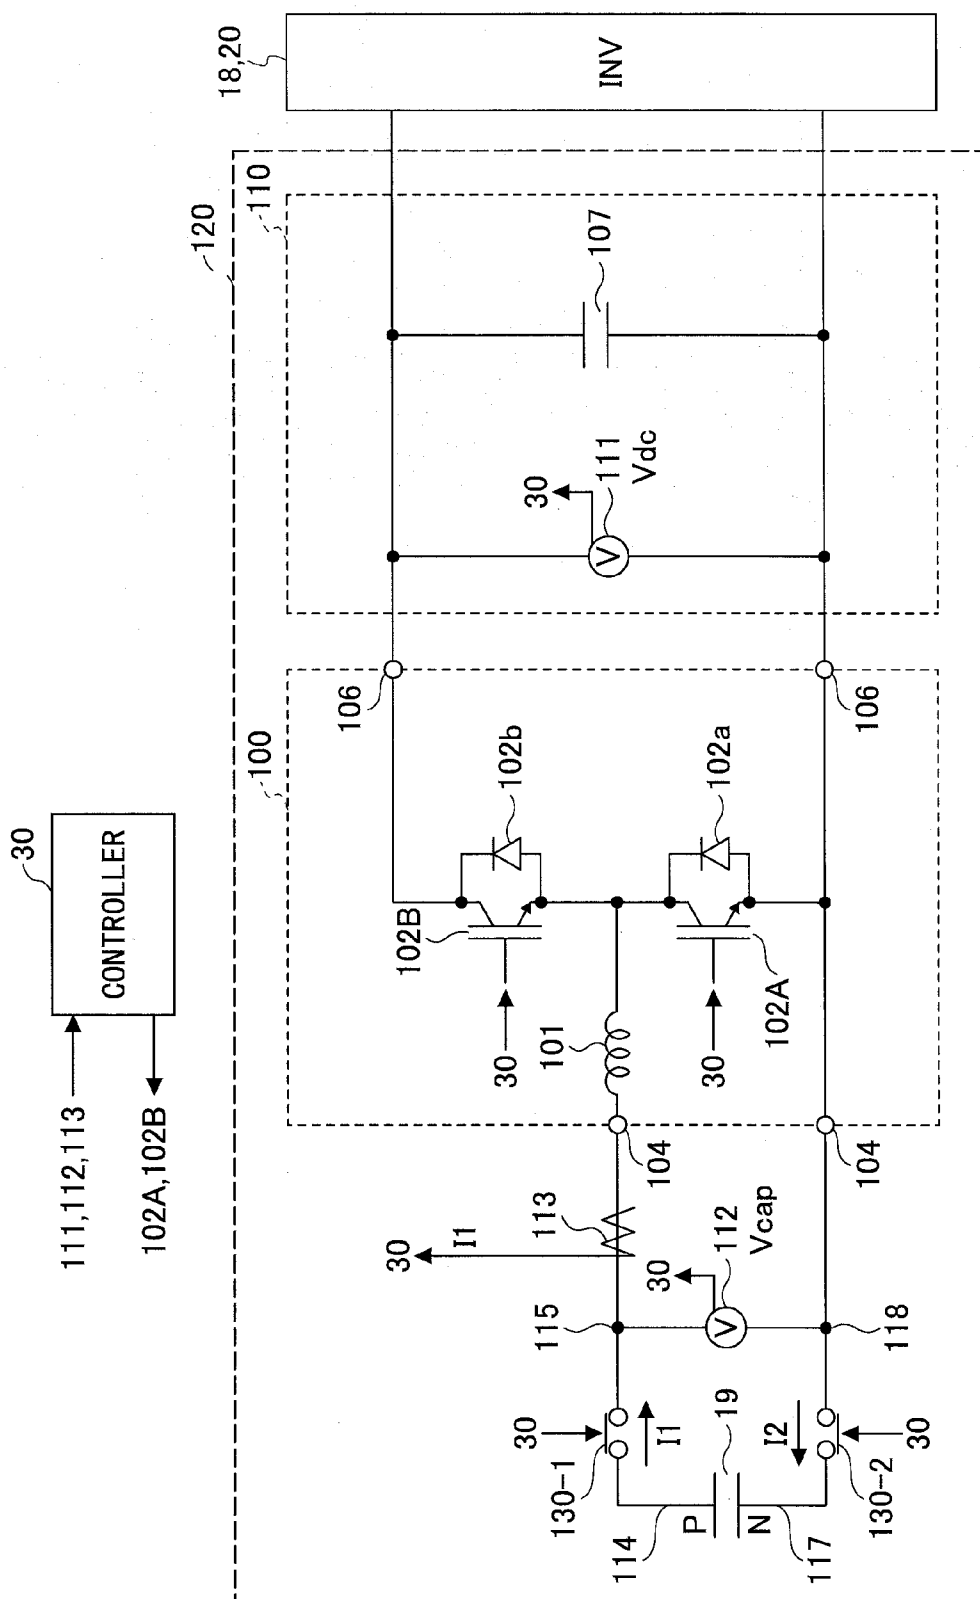 30
CONTROLLER
111,112,113
102A,102B
18,20
INV
120
110
107
30
111
Vdc
100
106
106
102b
102B
30
102a
102A
30
101
104
104
30
I1
113
30
112
Vcap
115
118
30
130-1
I1
19
I2
30
130-2
114
P
N
117